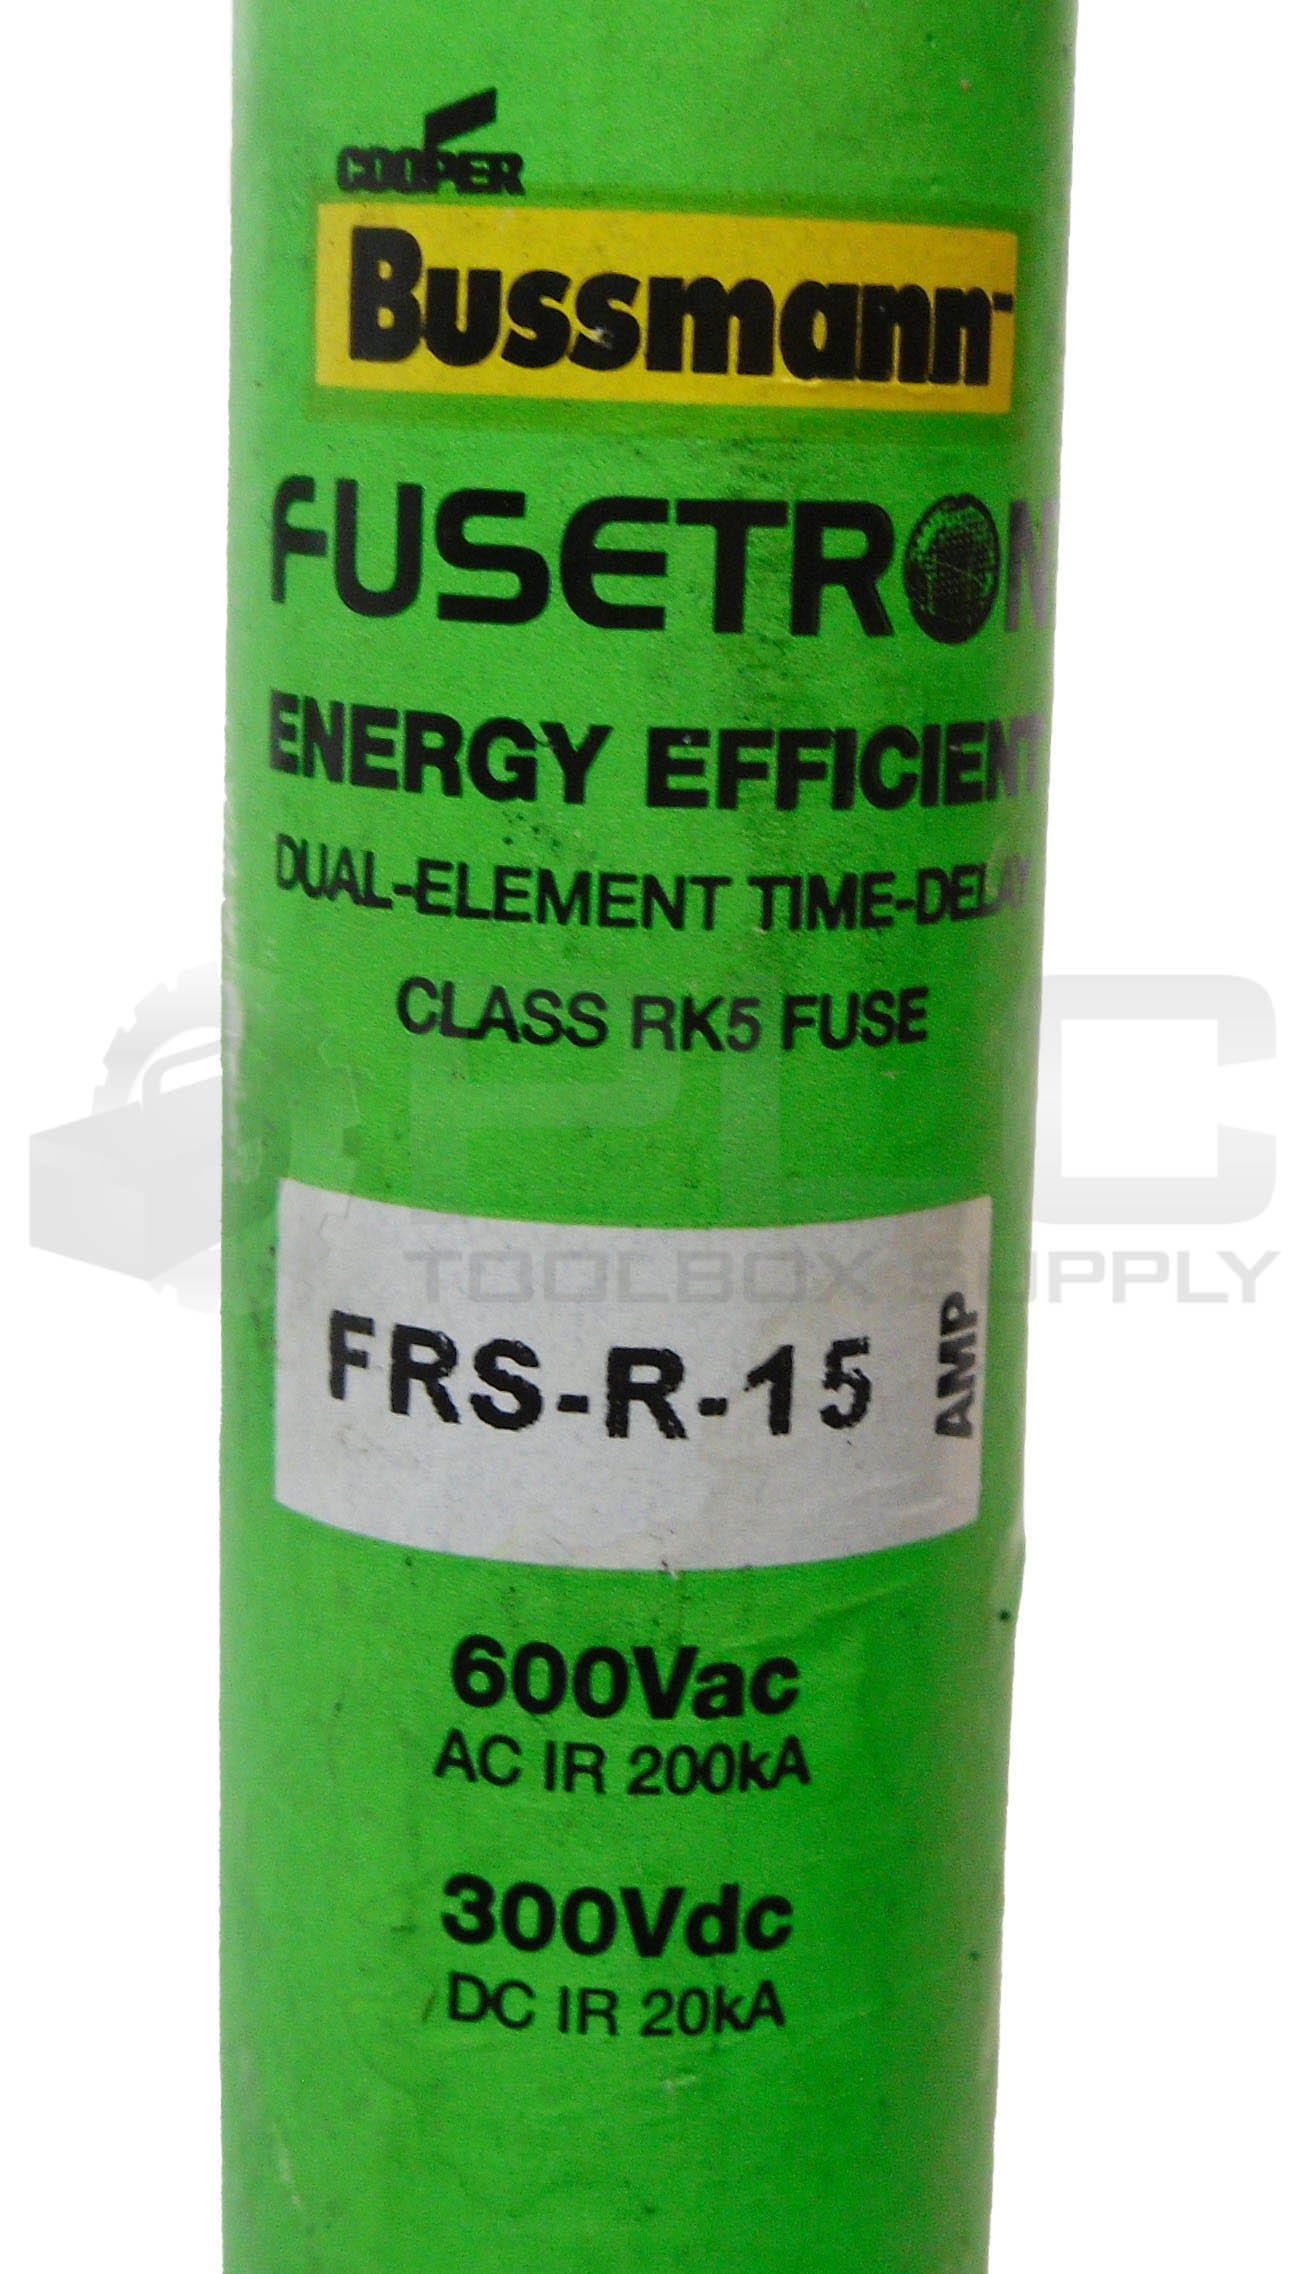 COOPER
Bussmann
FUSETRON
ENERGY EFFICIENT
DUAL-ELEMENT TIME-DELAY
CLASS RK5 FUSE
PLC
TOOLBOX SUPPLY
FRS-R-15
AMP
600Vac
AC IR 200kA
300Vdc
DC IR 20kA